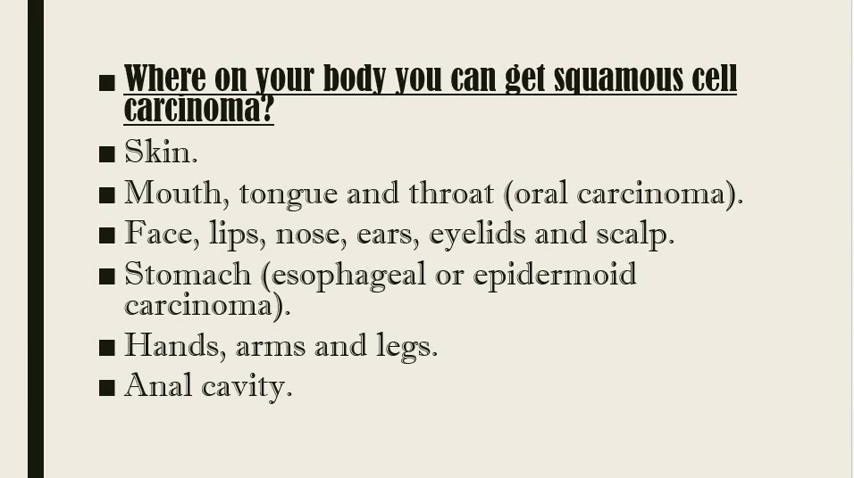 ■ Where on your body you can get squamous cell
carcinoma?
■ Skin.
■ Mouth, tongue and throat (oral carcinoma).
■ Face, lips, nose, ears, eyelids and scalp.
■ Stomach (esophageal or epidermoid
carcinoma).
■ Hands, arms and legs.
■ Anal cavity.